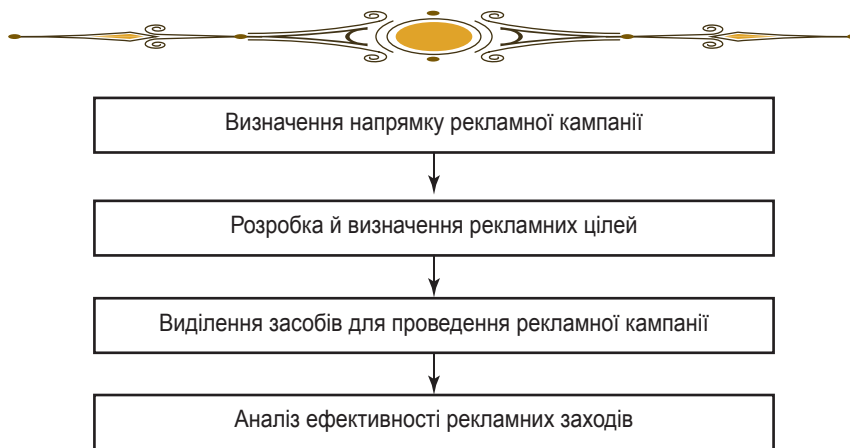 Визначення напрямку рекламної кампанії
Розробка й визначення рекламних цілей
Виділення засобів для проведення рекламної кампанії
Аналіз ефективності рекламних заходів